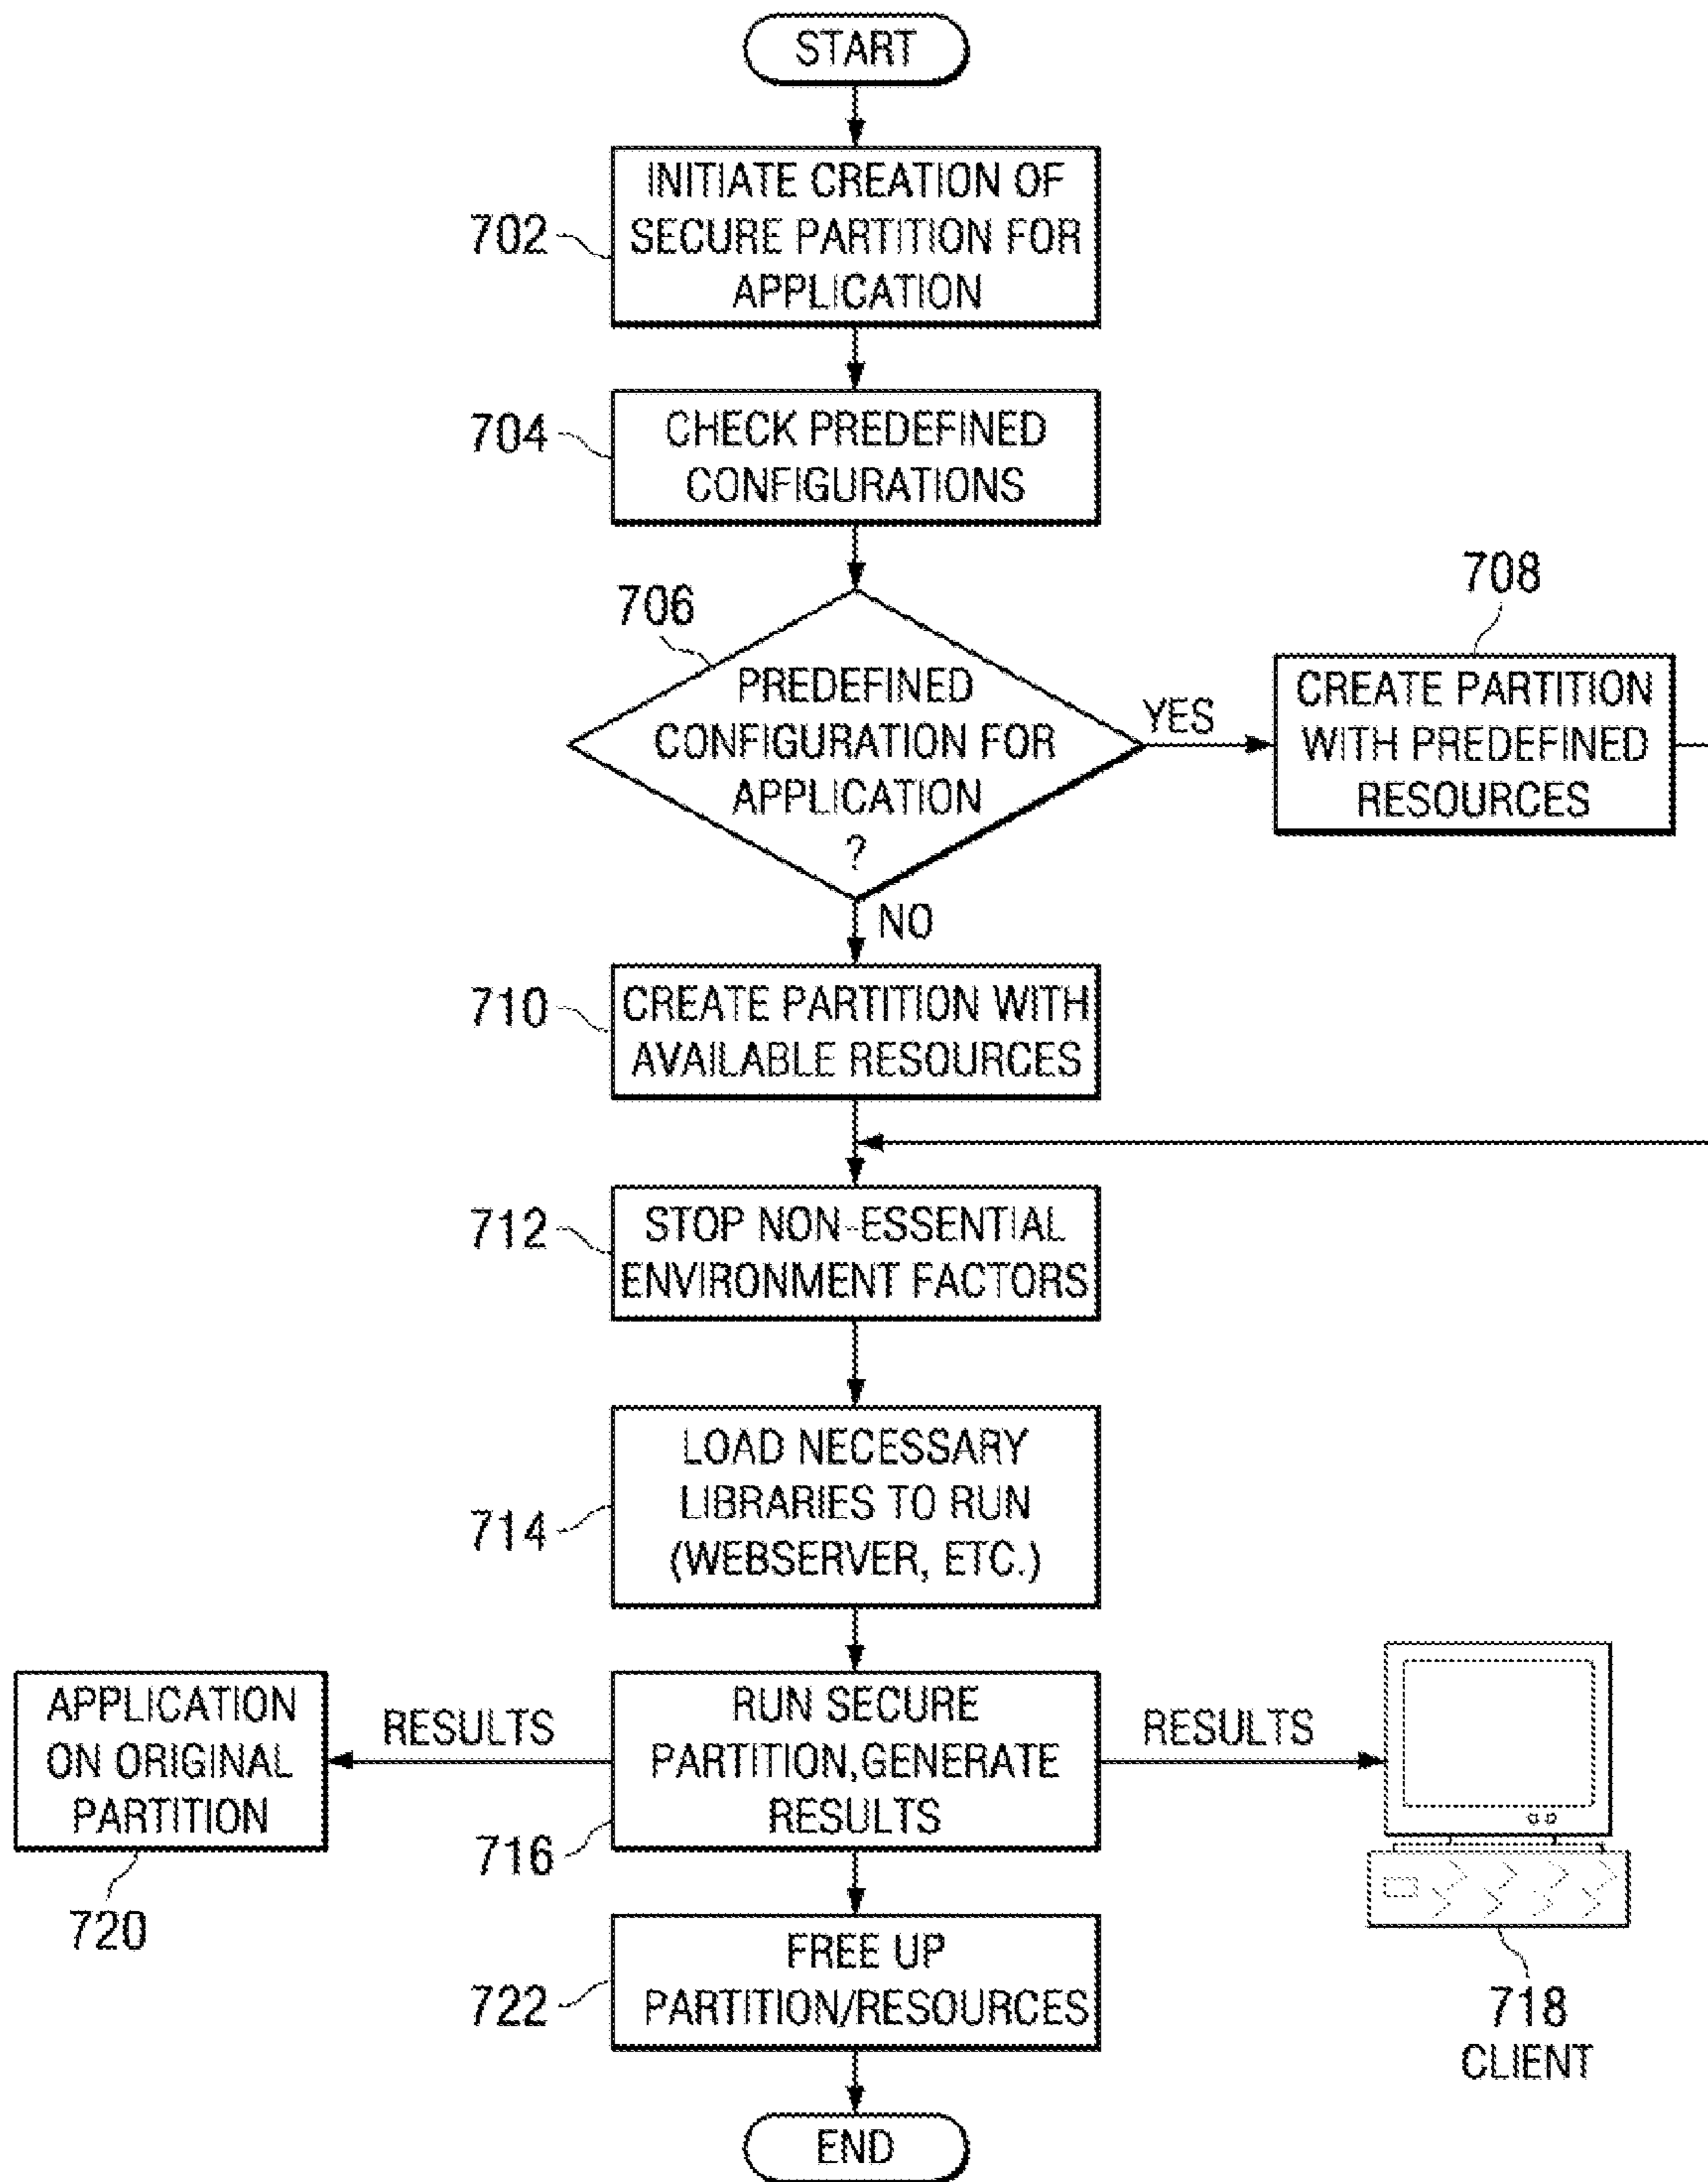 START
702
INITIATE CREATION OF
SECURE PARTITION FOR
APPLICATION
704
CHECK PREDEFINED
CONFIGURATIONS
706
PREDEFINED
CONFIGURATION FOR
APPLICATION
?
YES
708
CREATE PARTITION
WITH PREDEFINED
RESOURCES
NO
710
CREATE PARTITION WITH
AVAILABLE RESOURCES
712
STOP NON-ESSENTIAL
ENVIRONMENT FACTORS
714
LOAD NECESSARY
LIBRARIES TO RUN
(WEBSERVER, ETC.)
APPLICATION
ON ORIGINAL
PARTITION
720
RESULTS
RUN SECURE
PARTITION,GENERATE
RESULTS
716
RESULTS
718
CLIENT
722
FREE UP
PARTITION/RESOURCES
END